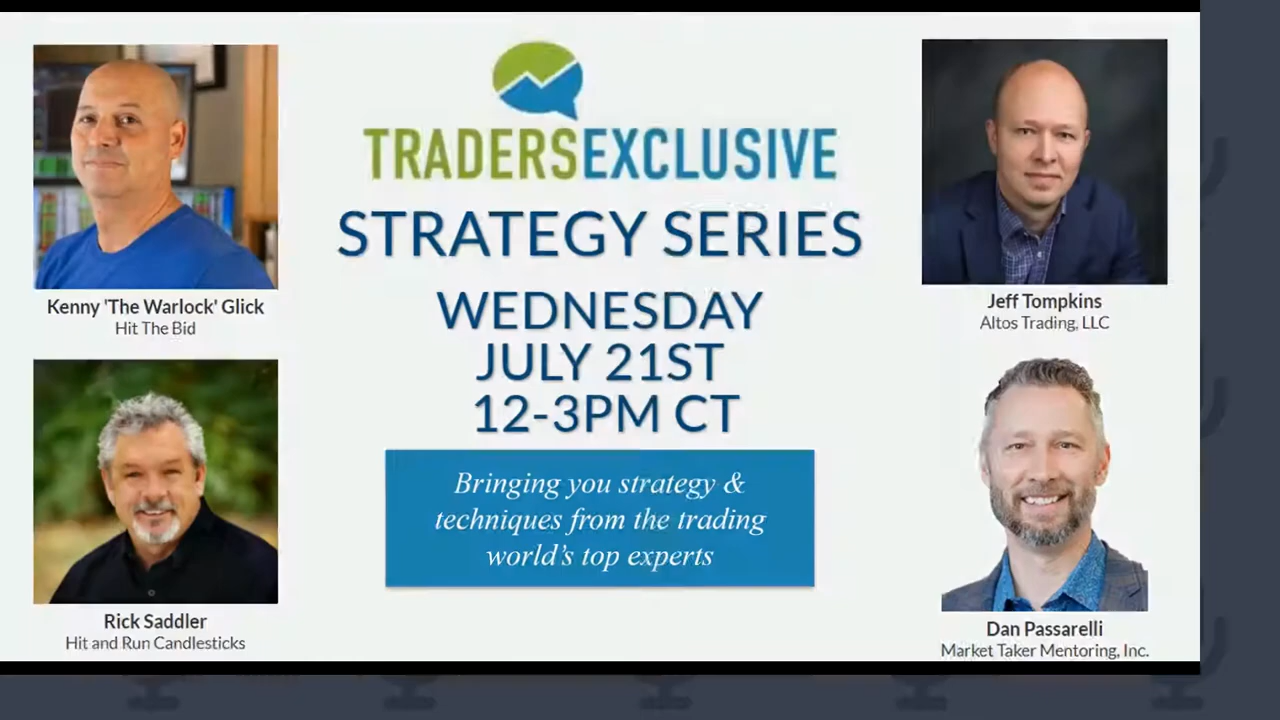 TRADERSEXCLUSIVE
STRATEGY SERIES
WEDNESDAY
JULY 21ST
12-3PM CT
Bringing you strategy &
techniques from the trading
world's top experts
Kenny 'The Warlock' Glick
Hit The Bid
Jeff Tompkins
Altos Trading, LLC
Rick Saddler
Hit and Run Candlesticks
Dan Passarelli
Market Taker Mentoring, Inc.